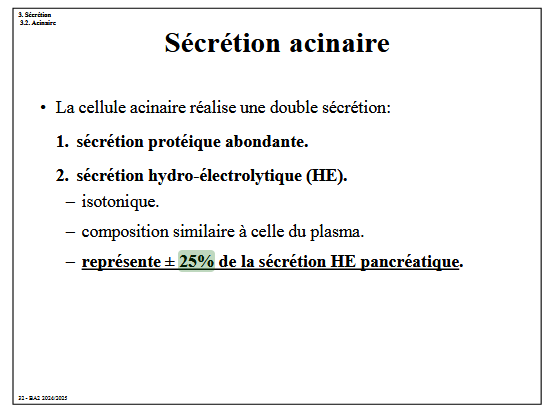 3. Sécrétion
3.2. Acinaire
Sécrétion acinaire
• La cellule acinaire réalise une double sécrétion:
1. sécrétion protéique abondante.
2. sécrétion hydro-électrolytique (HE).
– isotonique.
– composition similaire à celle du plasma.
– représente ± 25% de la sécrétion HE pancréatique.
22 - BA2 2024/2025